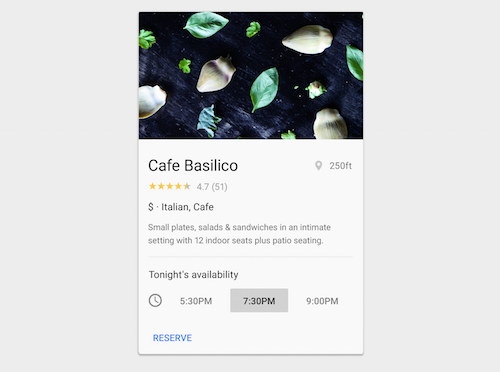 Cafe Basilico
250ft
4.7 (51)
$ · Italian, Cafe
Small plates, salads & sandwiches in an intimate
setting with 12 indoor seats plus patio seating.
Tonight's availability
5:30PM 7:30PM 9:00PM
RESERVE